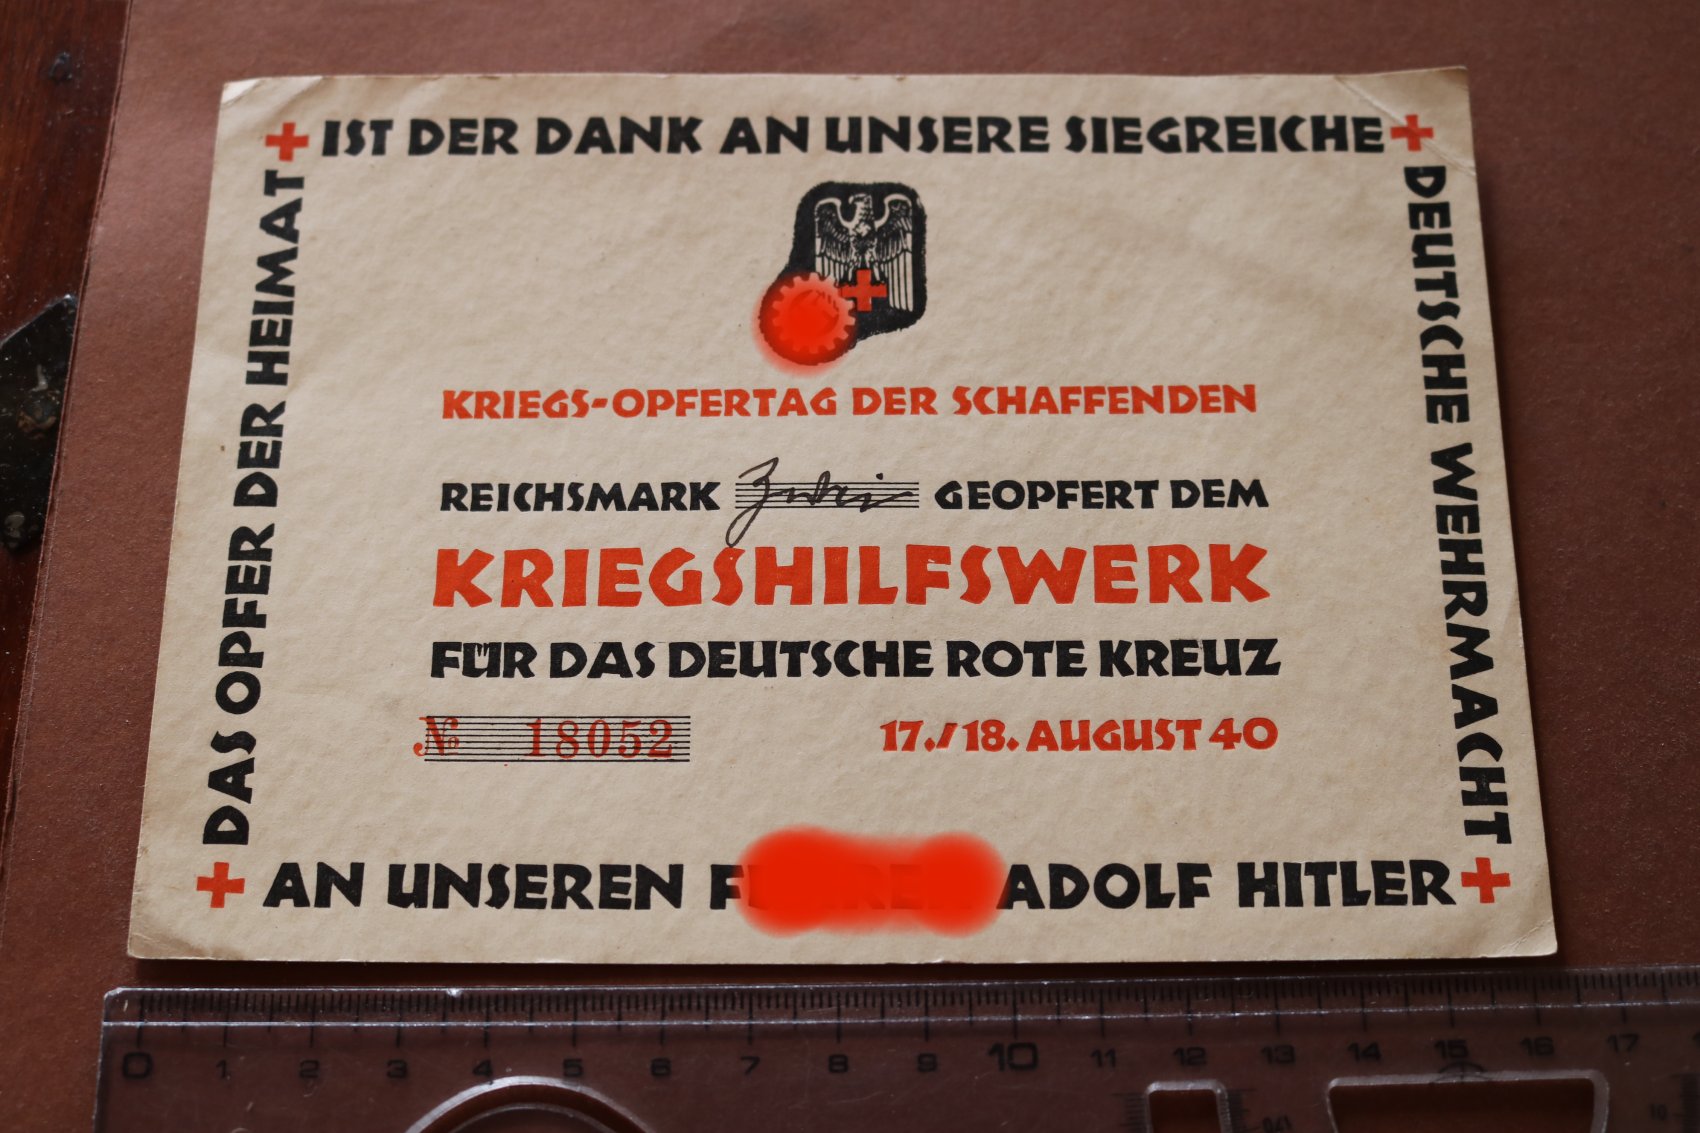 DAS OPFER DER HEIMAT
IST DER DANK AN UNSERE SIEGREICHE
DEUTSCHE WEHRMACHT
KRIEGS-OPFERTAG DER SCHAFFENDEN
REICHSMARK Zwei GEOPFERT DEM
KRIEGSHILFSWERK
FÜR DAS DEUTSCHE ROTE KREUZ
№ 18052 17./18. AUGUST 40
AN UNSEREN ADOLF HITLER
0 1 2 3 4 5 6 7 8 9 10 11 12 13 14 15 16 17
10